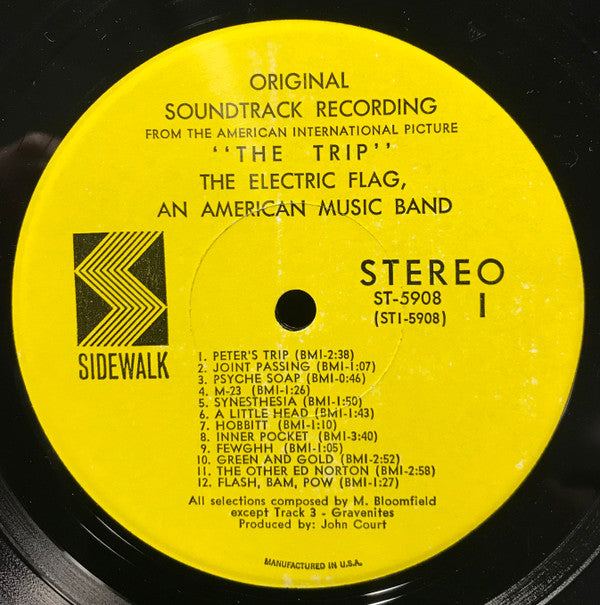 ORIGINAL
SOUNDTRACK RECORDING
FROM THE AMERICAN INTERNATIONAL PICTURE
"THE TRIP"
THE ELECTRIC FLAG,
AN AMERICAN MUSIC BAND
STEREO
ST-5908
(ST1-5908)
1
SIDEWALK
1. PETER'S TRIP (BMI-2:38)
2. JOINT PASSING (BMI-1:07)
3. PSYCHE SOAP (BMI-0:46)
4. M-23 (BMI-1:26)
5. SYNESTHESIA (BMI-1:50)
6. A LITTLE HEAD (BMI-1:43)
7. HOBBITT (BMI-1:10)
8. INNER POCKET (BMI-3:40)
9. FEWGHH (BMI-1:05)
10. GREEN AND GOLD (BMI-2:52)
11. THE OTHER ED NORTON (BMI-2:58)
12. FLASH, BAM, POW (BMI-1:27)
All selections composed by M. Bloomfield
except Track 3 - Gravenites
Produced by: John Court
MANUFACTURED IN U.S.A.